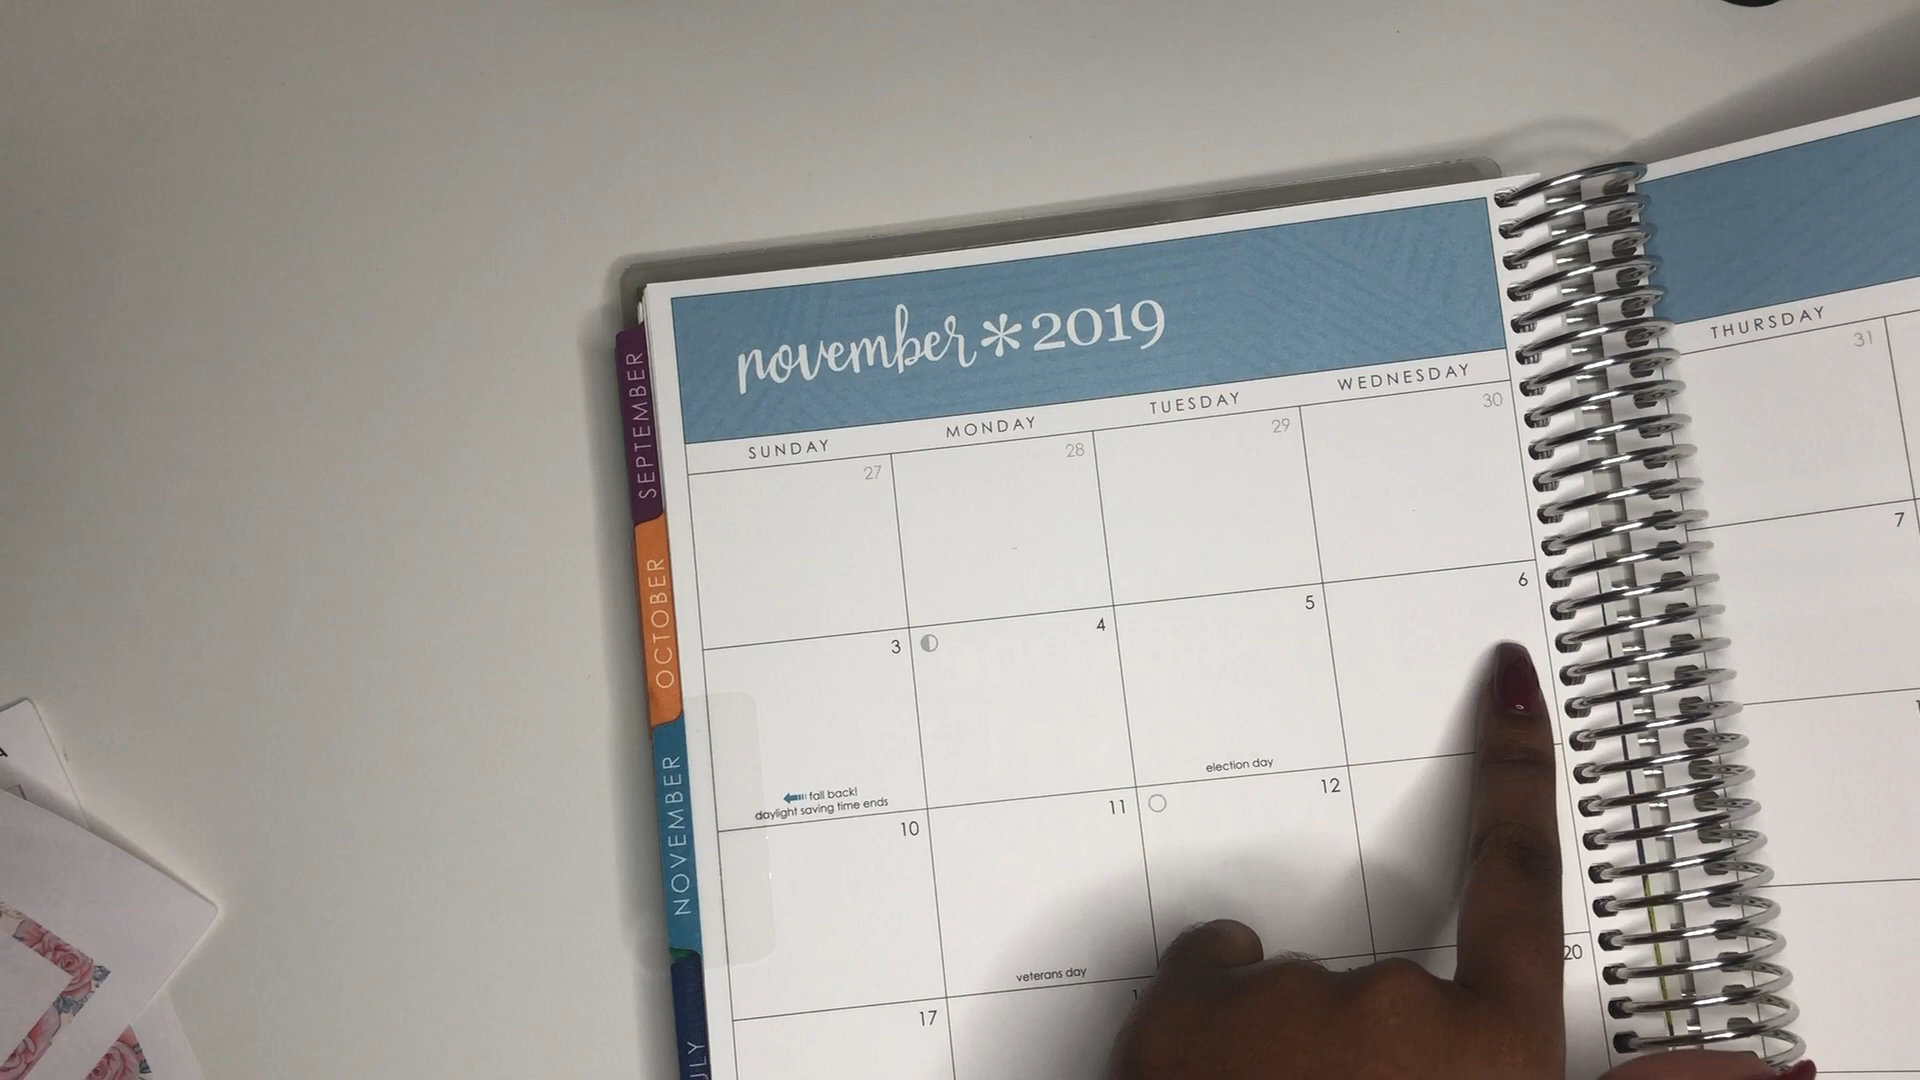 november*2019
SUNDAY MONDAY TUESDAY WEDNESDAY THURSDAY
27 28 29 30 31
3 4 5 6 7
fall back!
daylight saving time ends
election day
10 11 12
veterans day
17 20
SEPTEMBER
OCTOBER
NOVEMBER